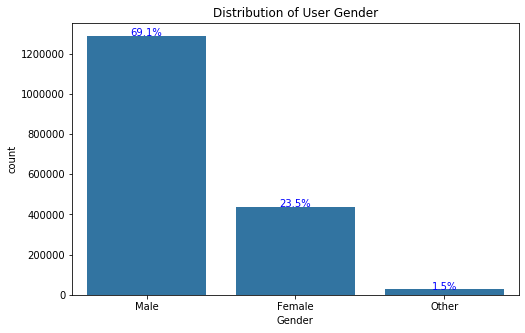 Distribution of User Gender
1200000
1000000
800000
600000
400000
200000
0
count
69.1%
23.5%
1.5%
Male
Female
Other
Gender